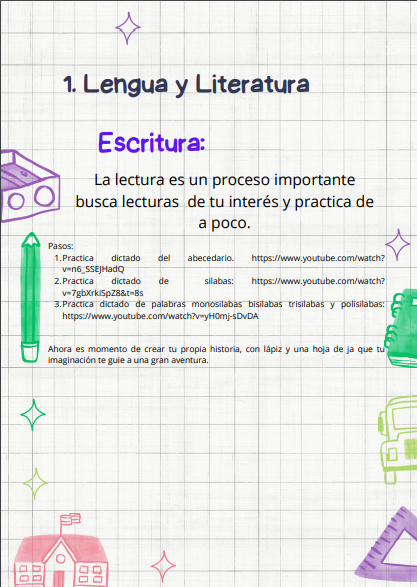 1. Lengua y Literatura
Escritura:
La lectura es un proceso importante
busca lecturas de tu interés y practica de
a poco.
Pasos:
1. Practica dictado del abecedario. https://www.youtube.com/watch?
v=n6_SSEJHadQ
2. Practica dictado de silabas: https://www.youtube.com/watch?
v=7gbXrkiSpZ8&t=8s
3. Practica dictado de palabras monosilabas bisilabas trisilabas y polisilabas:
https://www.youtube.com/watch?v=yH0mj-sDvDA
Ahora es momento de crear tu propia historia, con lápiz y una hoja de ja que tu
imaginación te guie a una gran aventura.